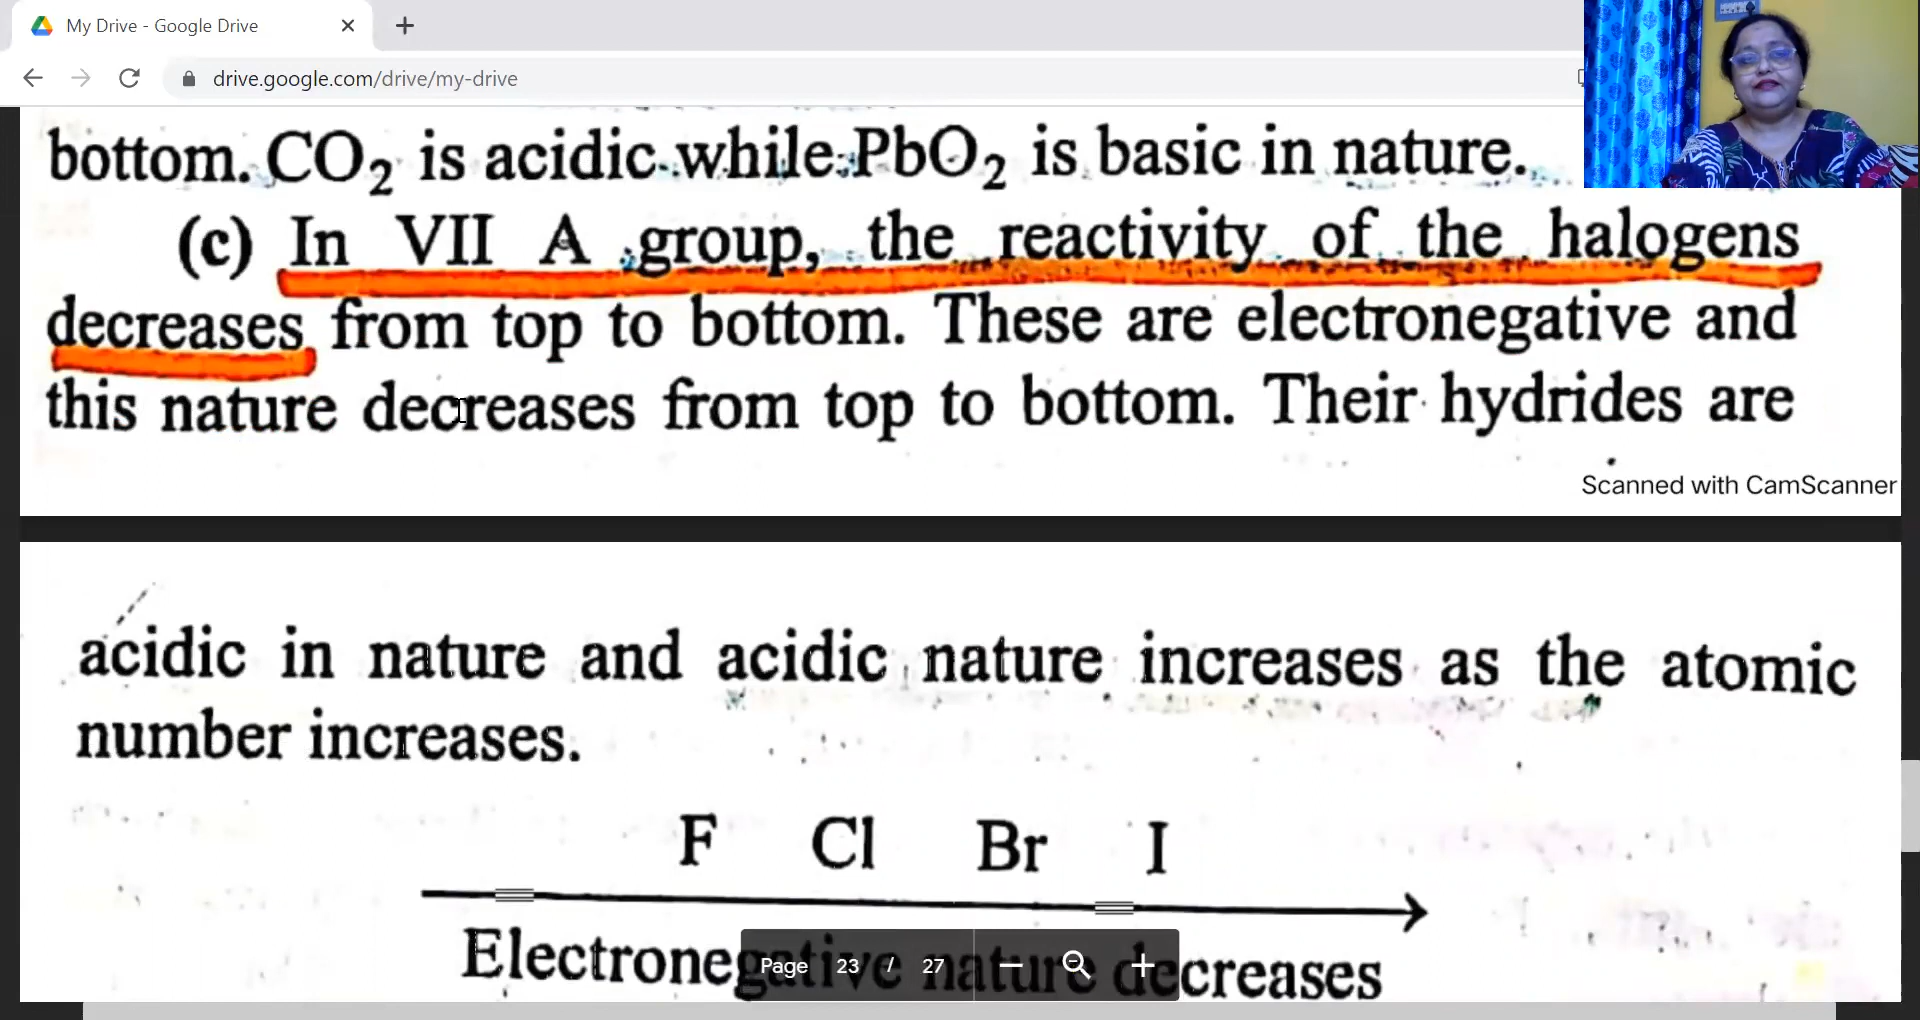 My Drive - Google Drive
drive.google.com/drive/my-drive
bottom. CO₂ is acidic while PbO₂ is basic in nature.
(c) In VII A group, the reactivity of the halogens
decreases from top to bottom. These are electronegative and
this nature decreases from top to bottom. Their hydrides are
Scanned with CamScanner
acidic in nature and acidic nature increases as the atomic
number increases.
F Cl Br I
Electronegative nature decreases
Page 23 / 27